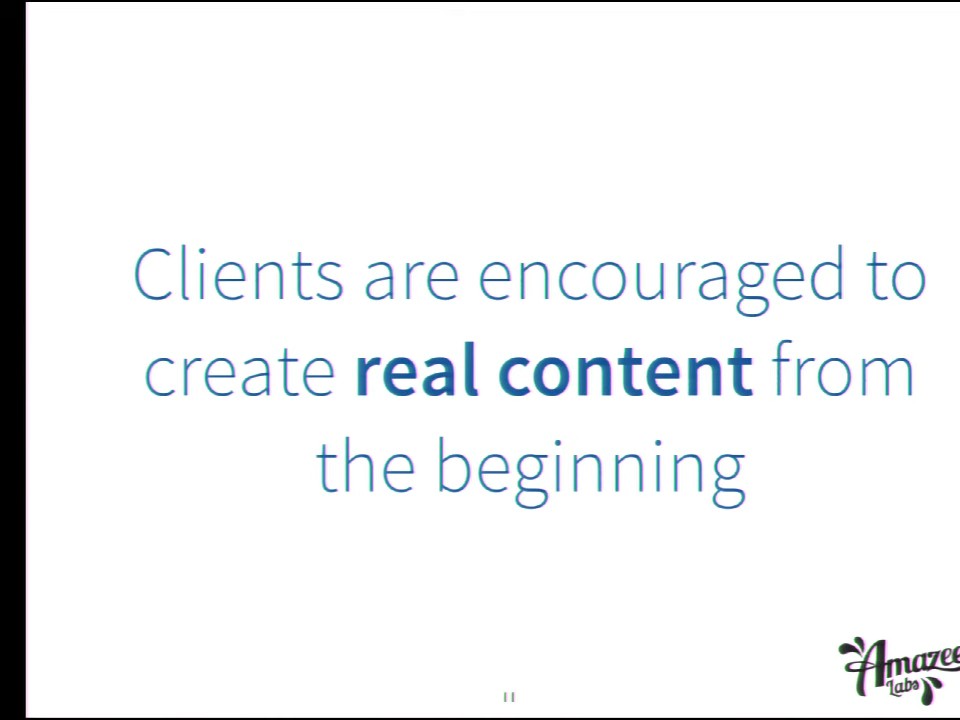 Clients are encouraged to
create real content from
the beginning
Amazee
Labs
11